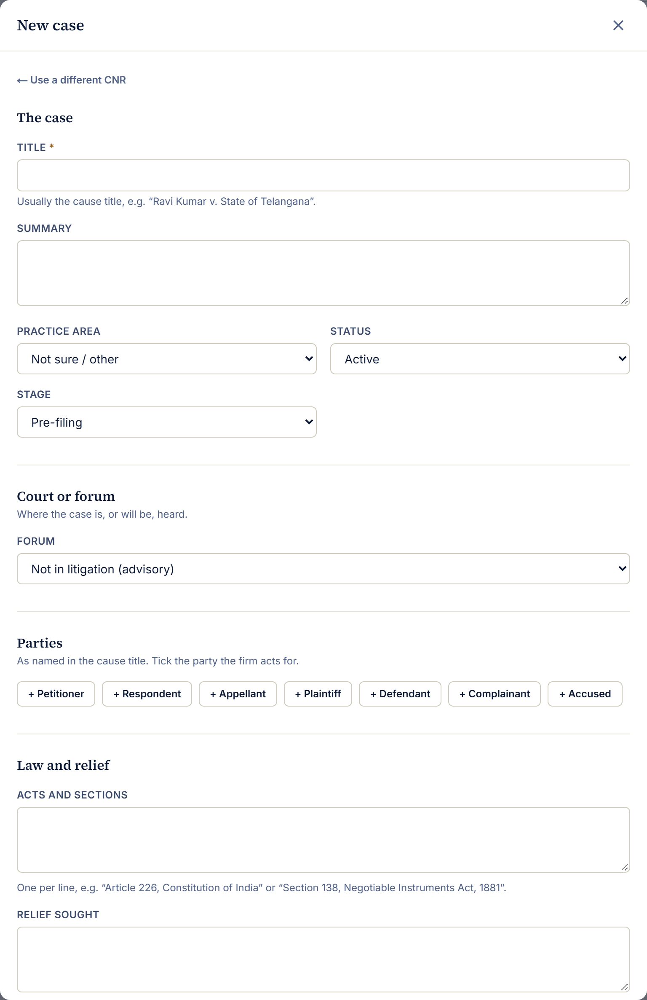 New case
← Use a different CNR
The case
TITLE *
Usually the cause title, e.g. “Ravi Kumar v. State of Telangana”.
SUMMARY
PRACTICE AREA
STATUS
Not sure / other
Active
STAGE
Pre-filing
Court or forum
Where the case is, or will be, heard.
FORUM
Not in litigation (advisory)
Parties
As named in the cause title. Tick the party the firm acts for.
+ Petitioner + Respondent + Appellant + Plaintiff + Defendant + Complainant + Accused
Law and relief
ACTS AND SECTIONS
One per line, e.g. “Article 226, Constitution of India” or “Section 138, Negotiable Instruments Act, 1881”.
RELIEF SOUGHT